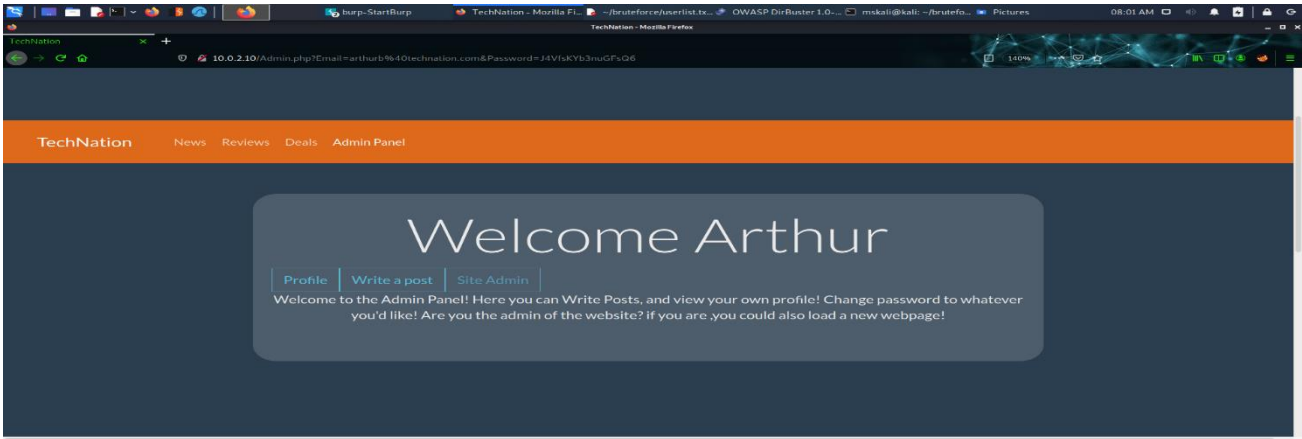 burp-StartBurp TechNation - Mozilla Fi... ~/bruteforce/userlist.tx... OWASP DirBuster 1.0-... mskali@kali: ~/brutefo... Pictures 08:01 AM
TechNation - Mozilla Firefox
TechNation
10.0.2.10/Admin.php?Email=arthurb%40technation.com&Password=J4VfsKYb3nuGFsQ6 140%
TechNation News Reviews Deals Admin Panel
Welcome Arthur
Profile Write a post Site Admin
Welcome to the Admin Panel! Here you can Write Posts, and view your own profile! Change password to whatever
you'd like! Are you the admin of the website? if you are ,you could also load a new webpage!